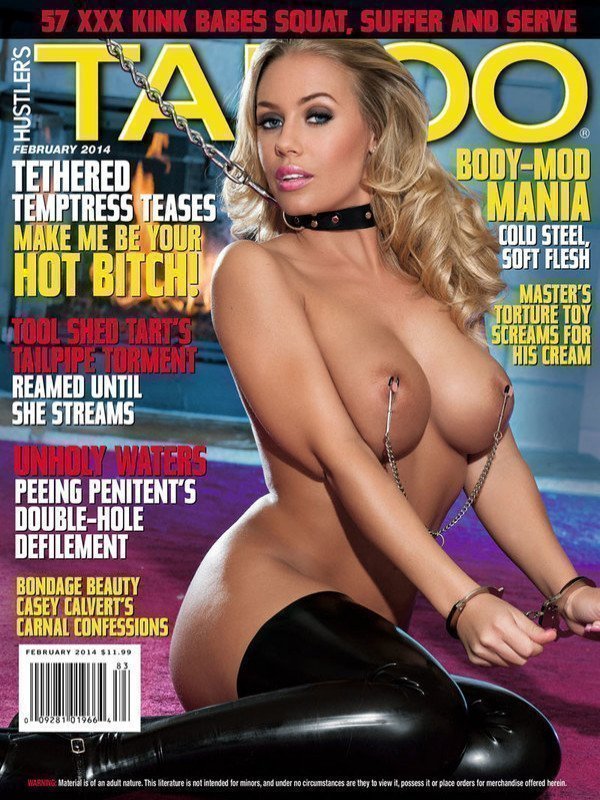 57 XXX KINK BABES SQUAT, SUFFER AND SERVE
HUSTLER'S
TABOO
®
FEBRUARY 2014
TETHERED
TEMPTRESS TEASES
MAKE ME BE YOUR
HOT BITCH!
TOOL SHED TART'S
TAILPIPE TORMENT
REAMED UNTIL
SHE STREAMS
UNHOLY WATERS
PEEING PENITENT'S
DOUBLE-HOLE
DEFILEMENT
BONDAGE BEAUTY
CASEY CALVERT'S
CARNAL CONFESSIONS
BODY-MOD
MANIA
COLD STEEL,
SOFT FLESH
MASTER'S
TORTURE TOY
SCREAMS FOR
HIS CREAM
FEBRUARY 2014 $11.99
83
0 09281 01966 4
WARNING: Material is of an adult nature. This literature is not intended for minors, and under no circumstances are they to view it, possess it or place orders for merchandise offered herein.